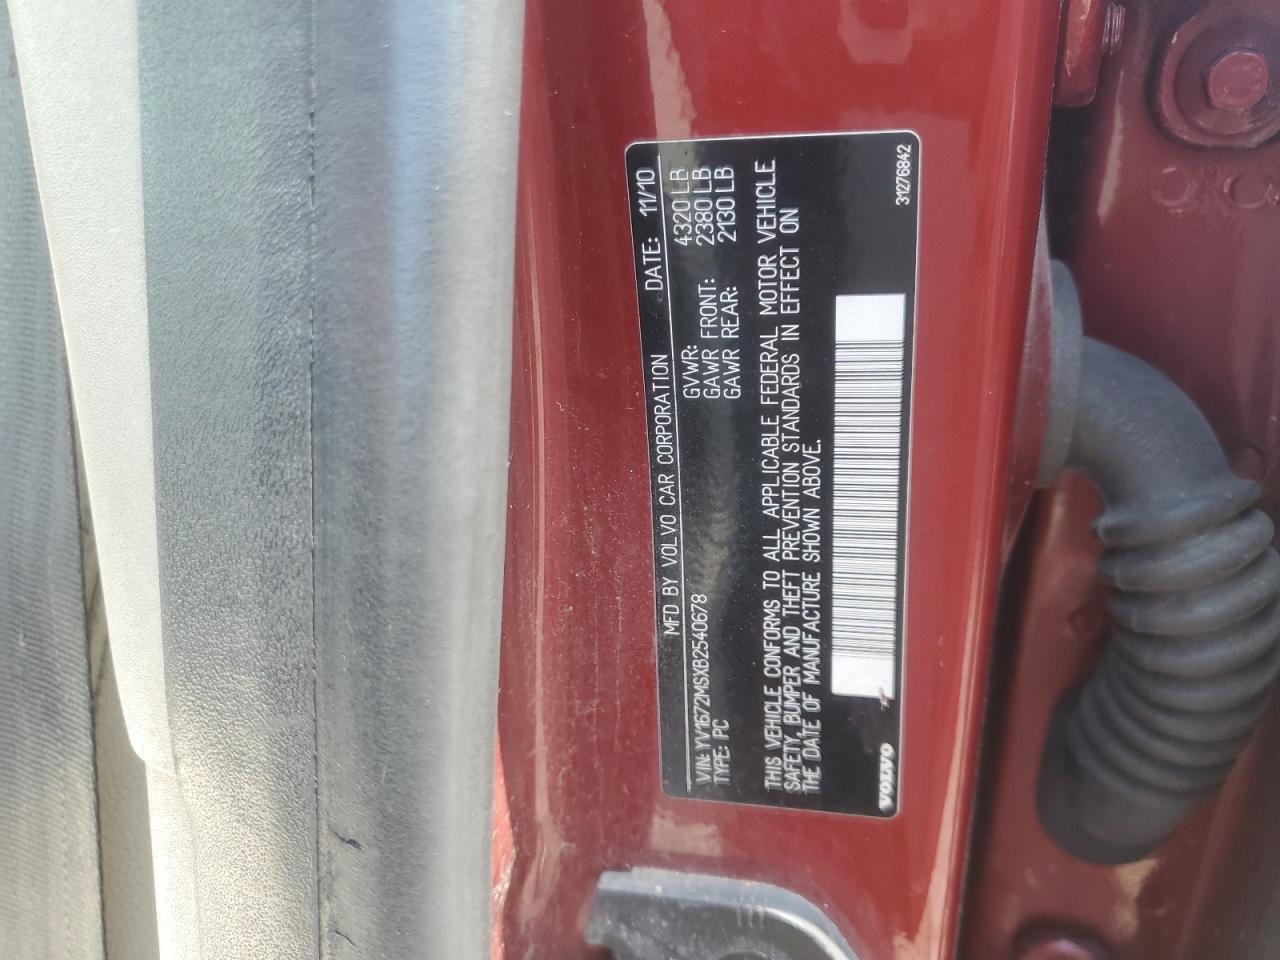 MFD BY VOLVO CAR CORPORATION DATE: 11/10
VIN: YV1672MSXB2540678 GVWR: 4320 LB
TYPE: PC GAWR FRONT: 2380 LB
GAWR REAR: 2130 LB
THIS VEHICLE CONFORMS TO ALL APPLICABLE FEDERAL MOTOR VEHICLE
SAFETY, BUMPER AND THEFT PREVENTION STANDARDS IN EFFECT ON
THE DATE OF MANUFACTURE SHOWN ABOVE.
VOLVO 31276842